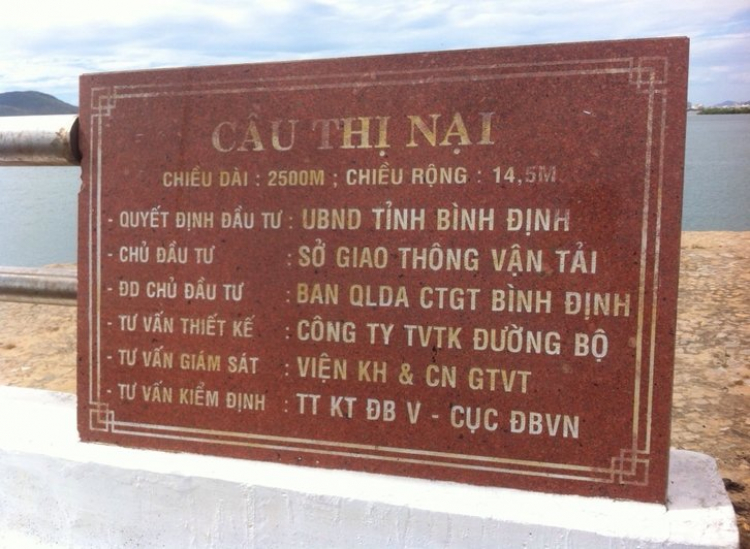 CẦU THỊ NẠI
CHIỀU DÀI : 2500M ; CHIỀU RỘNG : 14,5M
- QUYẾT ĐỊNH ĐẦU TƯ : UBND TỈNH BÌNH ĐỊNH
- CHỦ ĐẦU TƯ : SỞ GIAO THÔNG VẬN TẢI
- ĐD CHỦ ĐẦU TƯ : BAN QLDA CTGT BÌNH ĐỊNH
- TƯ VẤN THIẾT KẾ : CÔNG TY TVTK ĐƯỜNG BỘ
- TƯ VẤN GIÁM SÁT : VIỆN KH & CN GTVT
- TƯ VẤN KIỂM ĐỊNH : TT KT ĐB V - CỤC ĐBVN